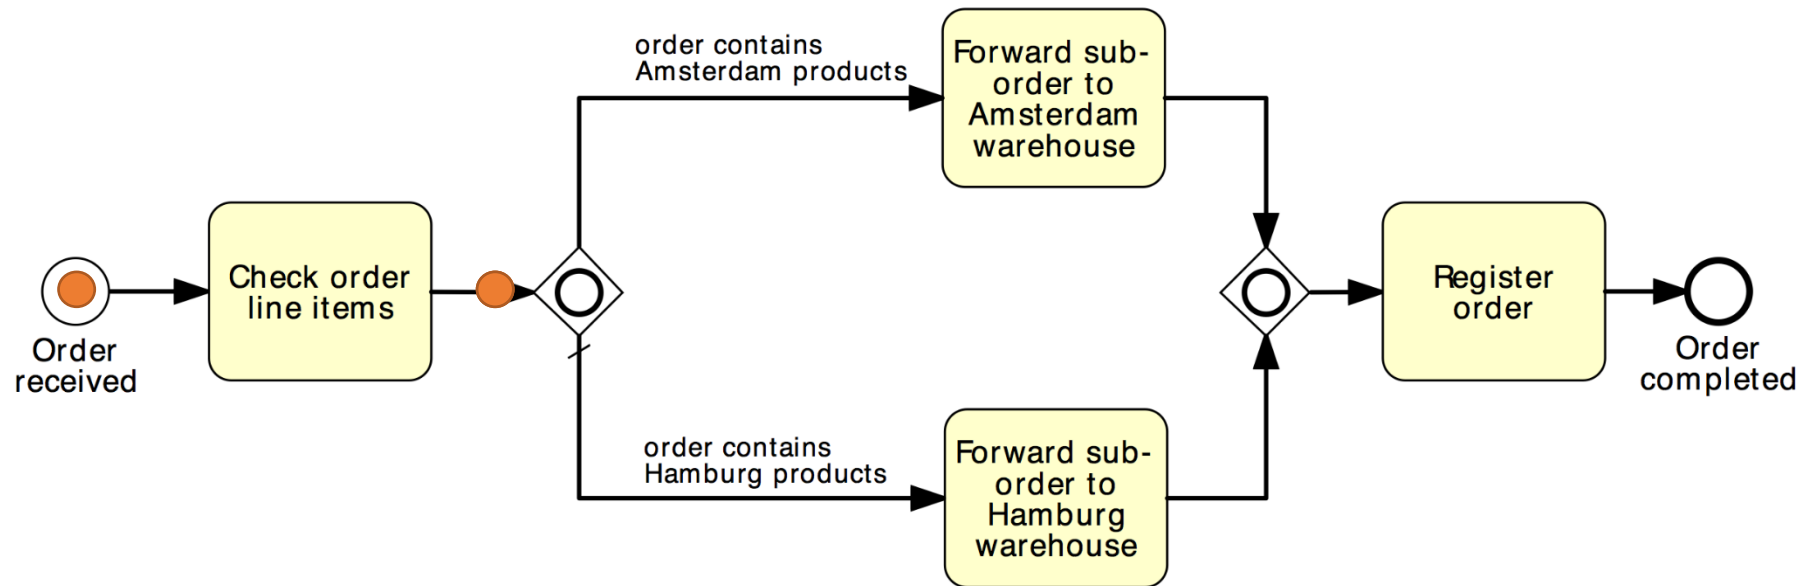 Order
received
Check order
line items
order contains
Amsterdam products
Forward sub-
order to
Amsterdam
warehouse
order contains
Hamburg products
Forward sub-
order to
Hamburg
warehouse
Register
order
Order
completed